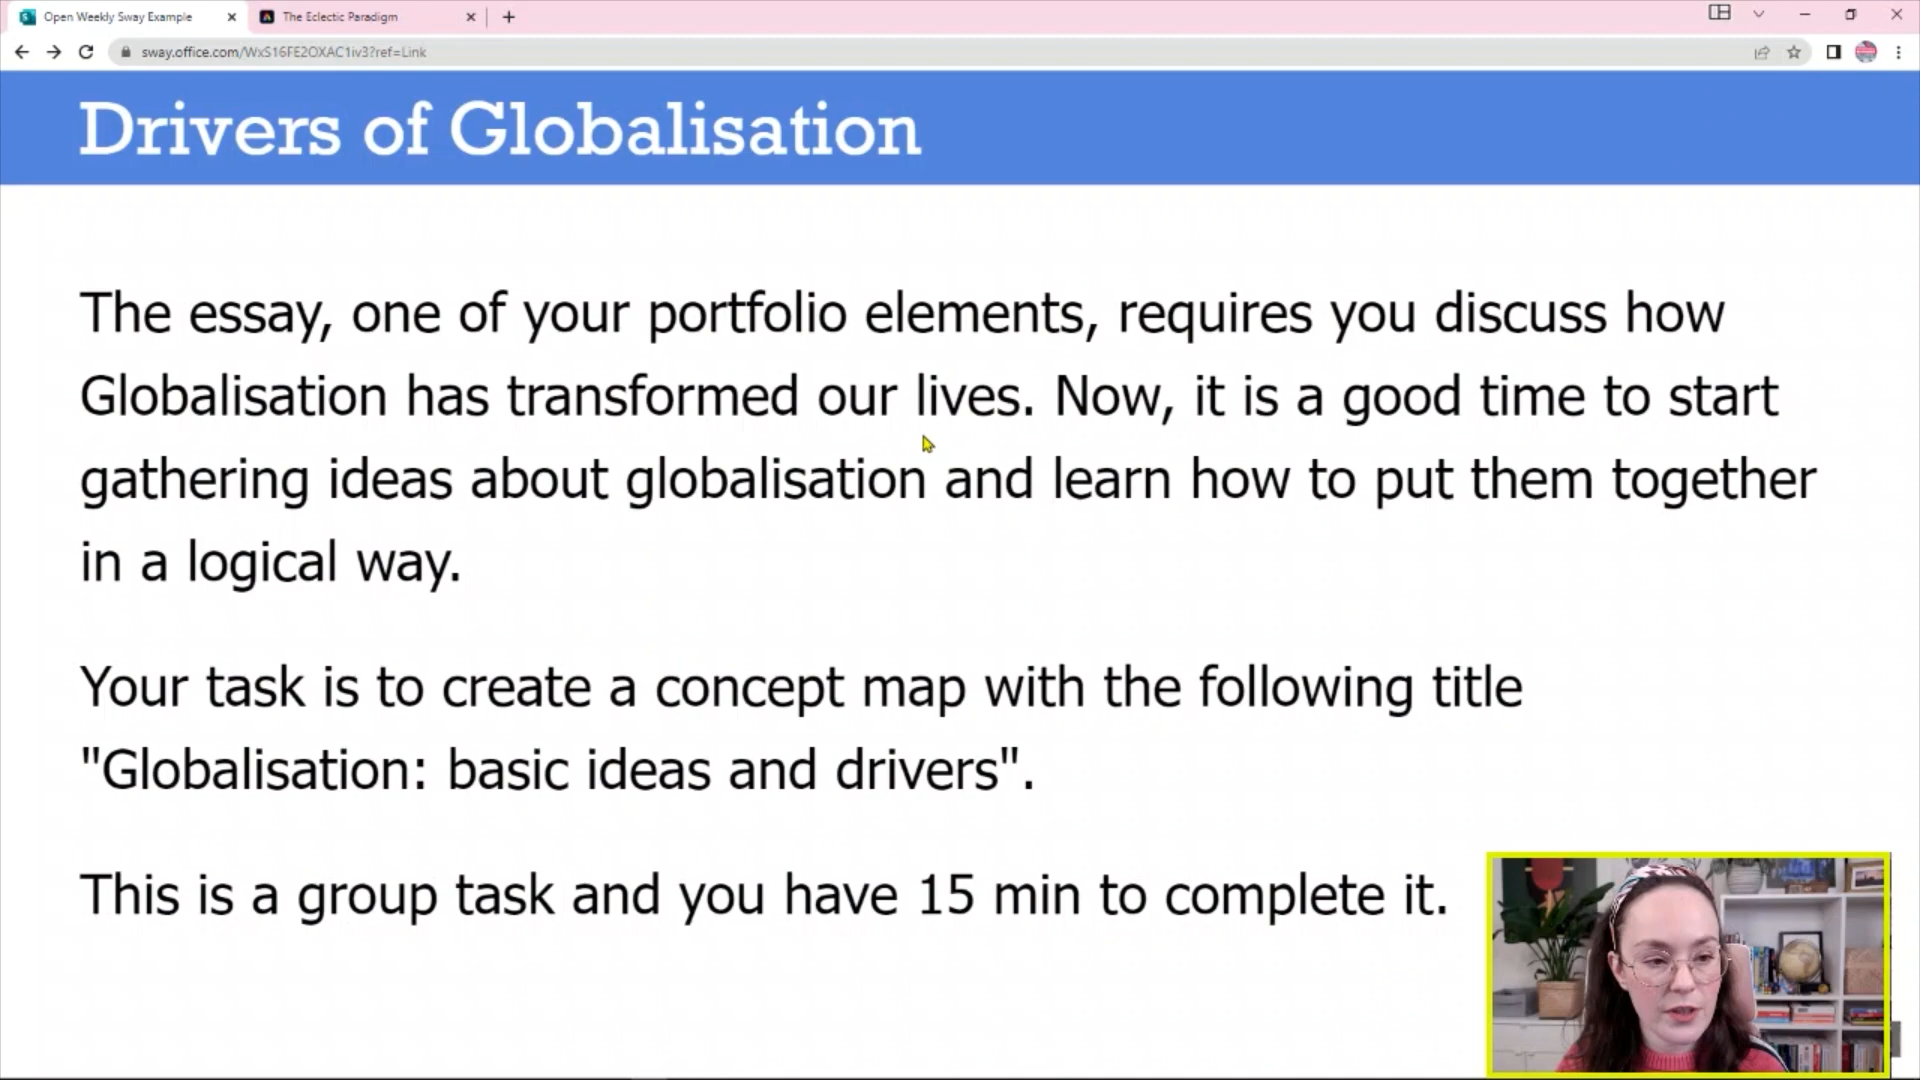 Open Weekly Sway Example
The Eclectic Paradigm
sway.office.com/WxS16FE2OXAC1iv3?ref=Link
Drivers of Globalisation
The essay, one of your portfolio elements, requires you discuss how
Globalisation has transformed our lives. Now, it is a good time to start
gathering ideas about globalisation and learn how to put them together
in a logical way.
Your task is to create a concept map with the following title
"Globalisation: basic ideas and drivers".
This is a group task and you have 15 min to complete it.